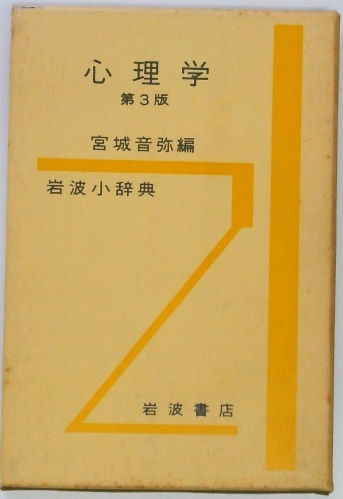 心理学
第3版
宮城音弥編
岩波小辞典
岩波書店